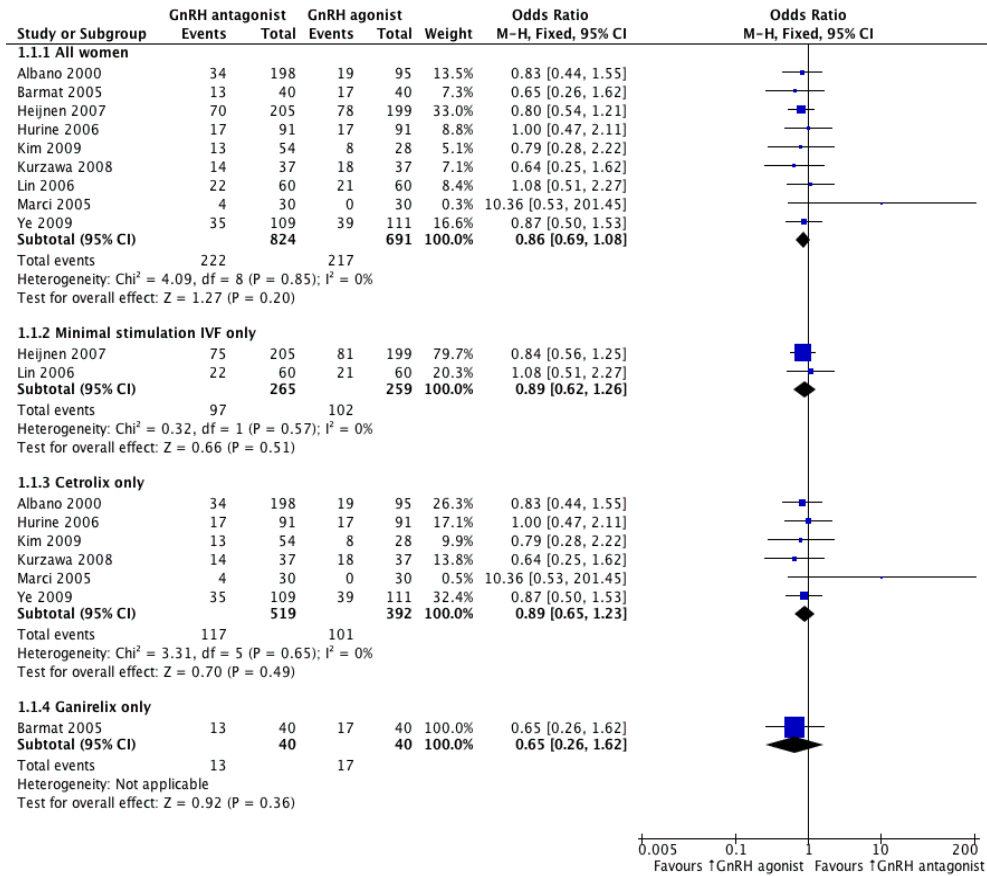 GnRH antagonist GnRH agonist Odds Ratio Odds Ratio
Study or Subgroup Events Total Events Total Weight M-H, Fixed, 95% CI M-H, Fixed, 95% CI
1.1.1 All women
Albano 2000 34 198 19 95 13.5% 0.83 [0.44, 1.55]
Barmat 2005 13 40 17 40 7.3% 0.65 [0.26, 1.62]
Heijnen 2007 70 205 78 199 33.0% 0.80 [0.54, 1.21]
Hurine 2006 17 91 17 91 8.8% 1.00 [0.47, 2.11]
Kim 2009 13 54 8 28 5.1% 0.79 [0.28, 2.22]
Kurzawa 2008 14 37 18 37 7.1% 0.64 [0.25, 1.62]
Lin 2006 22 60 21 60 8.4% 1.08 [0.51, 2.27]
Marci 2005 4 30 0 30 0.3% 10.36 [0.53, 201.45]
Ye 2009 35 109 39 111 16.6% 0.87 [0.50, 1.53]
Subtotal (95% CI) 824 691 100.0% 0.86 [0.69, 1.08]
Total events 222 217
Heterogeneity: Chi² = 4.09, df = 8 (P = 0.85); I² = 0%
Test for overall effect: Z = 1.27 (P = 0.20)
1.1.2 Minimal stimulation IVF only
Heijnen 2007 75 205 81 199 79.7% 0.84 [0.56, 1.25]
Lin 2006 22 60 21 60 20.3% 1.08 [0.51, 2.27]
Subtotal (95% CI) 265 259 100.0% 0.89 [0.62, 1.26]
Total events 97 102
Heterogeneity: Chi² = 0.32, df = 1 (P = 0.57); I² = 0%
Test for overall effect: Z = 0.66 (P = 0.51)
1.1.3 Cetrolix only
Albano 2000 34 198 19 95 26.3% 0.83 [0.44, 1.55]
Hurine 2006 17 91 17 91 17.1% 1.00 [0.47, 2.11]
Kim 2009 13 54 8 28 9.9% 0.79 [0.28, 2.22]
Kurzawa 2008 14 37 18 37 13.8% 0.64 [0.25, 1.62]
Marci 2005 4 30 0 30 0.5% 10.36 [0.53, 201.45]
Ye 2009 35 109 39 111 32.4% 0.87 [0.50, 1.53]
Subtotal (95% CI) 519 392 100.0% 0.89 [0.65, 1.23]
Total events 117 101
Heterogeneity: Chi² = 3.31, df = 5 (P = 0.65); I² = 0%
Test for overall effect: Z = 0.70 (P = 0.49)
1.1.4 Ganirelix only
Barmat 2005 13 40 17 40 100.0% 0.65 [0.26, 1.62]
Subtotal (95% CI) 40 40 100.0% 0.65 [0.26, 1.62]
Total events 13 17
Heterogeneity: Not applicable
Test for overall effect: Z = 0.92 (P = 0.36)
0.005 0.1 1 10 200
Favours ↑GnRH agonist Favours ↑GnRH antagonist